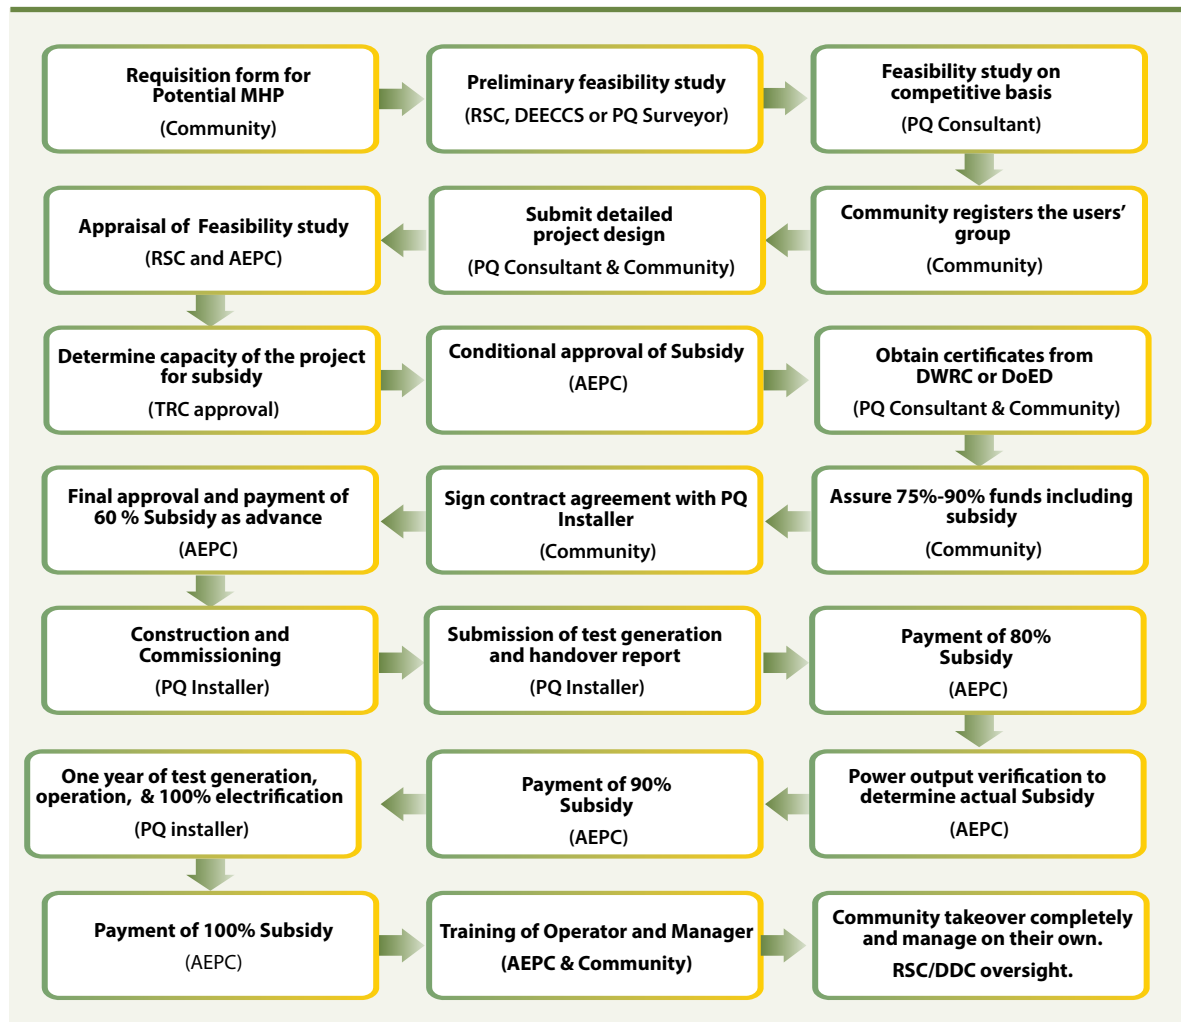 Requisition form for
Potential MHP
(Community)
Preliminary feasibility study
(RSC, DEECCS or PQ Surveyor)
Feasibility study on
competitive basis
(PQ Consultant)
Community registers the users’
group
(Community)
Submit detailed
project design
(PQ Consultant & Community)
Appraisal of Feasibility study
(RSC and AEPC)
Determine capacity of the project
for subsidy
(TRC approval)
Conditional approval of Subsidy
(AEPC)
Obtain certificates from
DWRC or DoED
(PQ Consultant & Community)
Assure 75%-90% funds including
subsidy
(Community)
Sign contract agreement with PQ
Installer
(Community)
Final approval and payment of
60 % Subsidy as advance
(AEPC)
Construction and
Commissioning
(PQ Installer)
Submission of test generation
and handover report
(PQ Installer)
Payment of 80%
Subsidy
(AEPC)
Power output verification to
determine actual Subsidy
(AEPC)
Payment of 90%
Subsidy
(AEPC)
One year of test generation,
operation, & 100% electrification
(PQ installer)
Payment of 100% Subsidy
(AEPC)
Training of Operator and Manager
(AEPC & Community)
Community takeover completely
and manage on their own.
RSC/DDC oversight.